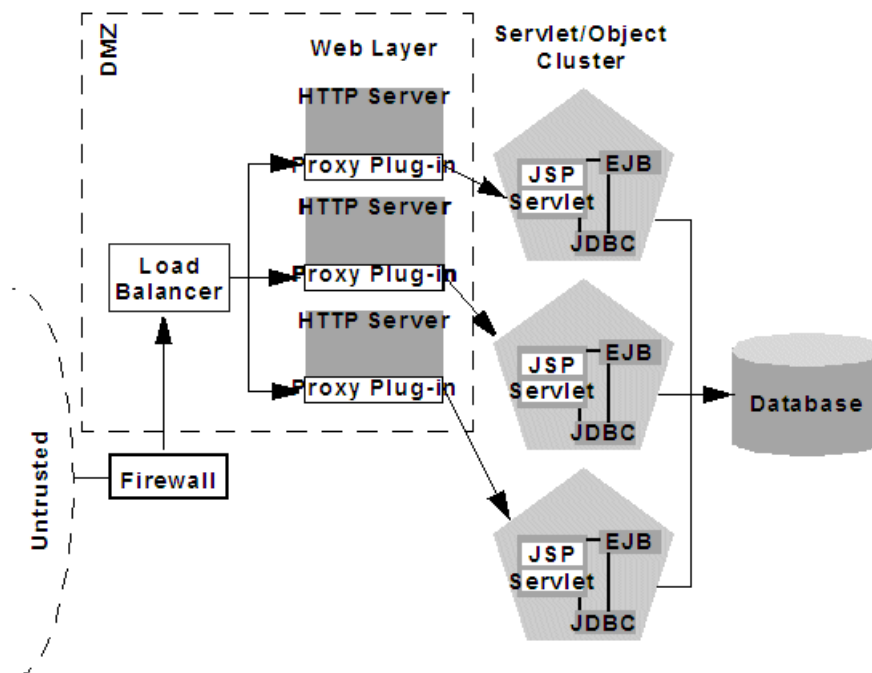 DMZ
Web Layer
Servlet/Object
Cluster
HTTP Server
Proxy Plug-in
HTTP Server
Proxy Plug-in
HTTP Server
Proxy Plug-in
Load
Balancer
Firewall
Untrusted
JSP
Servlet
EJB
JDBC
JSP
Servlet
EJB
JDBC
JSP
Servlet
EJB
JDBC
Database